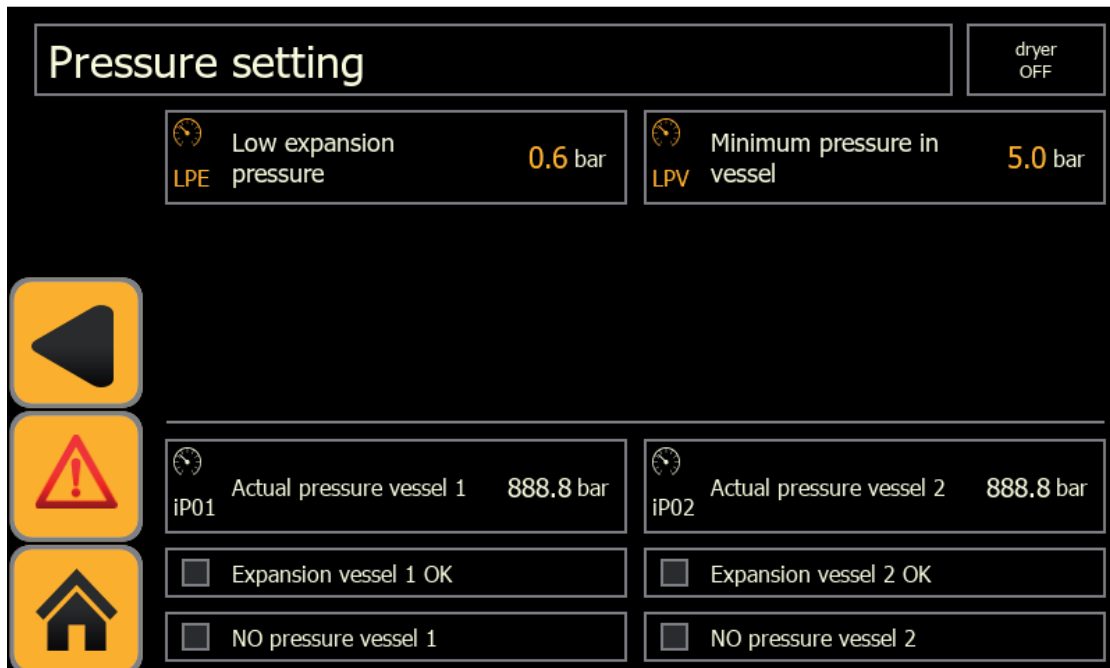 Pressure setting
dryer
OFF
Low expansion
pressure
LPE
0.6 bar
Minimum pressure in
vessel
LPV
5.0 bar
iP01
Actual pressure vessel 1
888.8 bar
iP02
Actual pressure vessel 2
888.8 bar
Expansion vessel 1 OK
Expansion vessel 2 OK
NO pressure vessel 1
NO pressure vessel 2